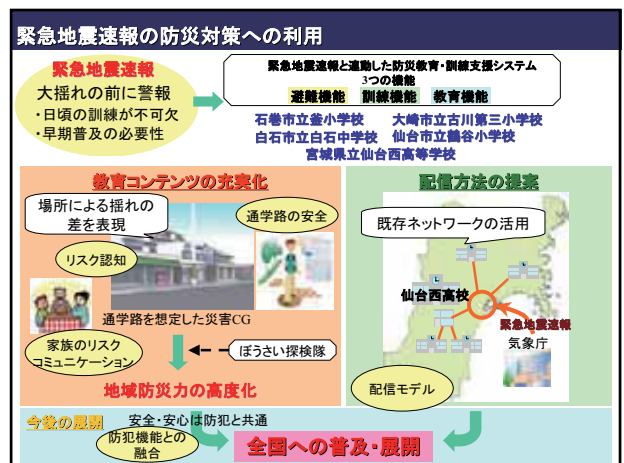 緊急地震速報の防災対策への利用
緊急地震速報
大揺れの前に警報
・日頃の訓練が不可欠
・早期普及の必要性
緊急地震速報と連動した防災教育・訓練支援システム
3つの機能
避難機能 訓練機能 教育機能
石巻市立釜小学校 大崎市立古川第三小学校
白石市立白石中学校 仙台市立鶴谷小学校
宮城県立仙台西高等学校
教育コンテンツの充実化
場所による揺れの
差を表現
通学路の安全
リスク認知
通学路を想定した災害CG
家族のリスク
コミュニケーション
ぼうさい探検隊
地域防災力の高度化
配信方法の提案
既存ネットワークの活用
仙台西高校
緊急地震速報
気象庁
配信モデル
今後の展開
安全・安心は防犯と共通
防犯機能との
融合
全国への普及・展開